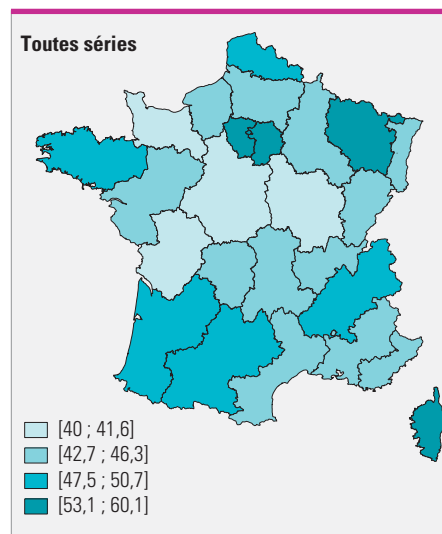 Toutes séries
[40 ; 41,6]
[42,7 ; 46,3]
[47,5 ; 50,7]
[53,1 ; 60,1]